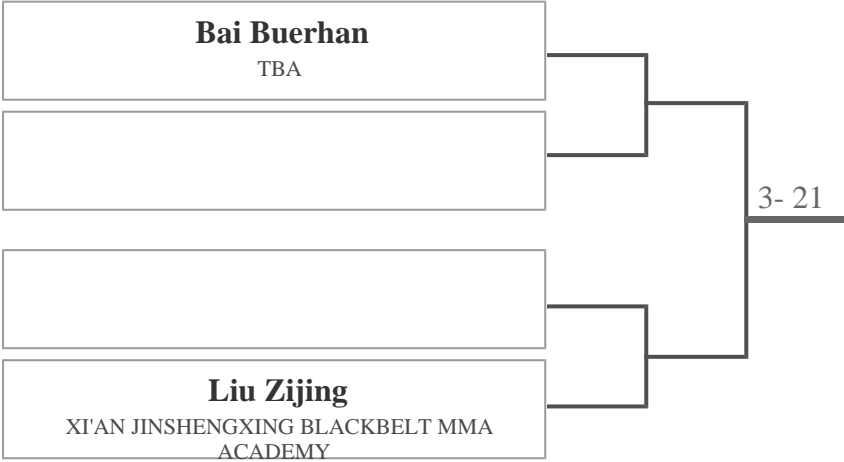 Bai Buerhan
TBA
3- 21
Liu Zijing
XI'AN JINSHENGXING BLACKBELT MMA
ACADEMY